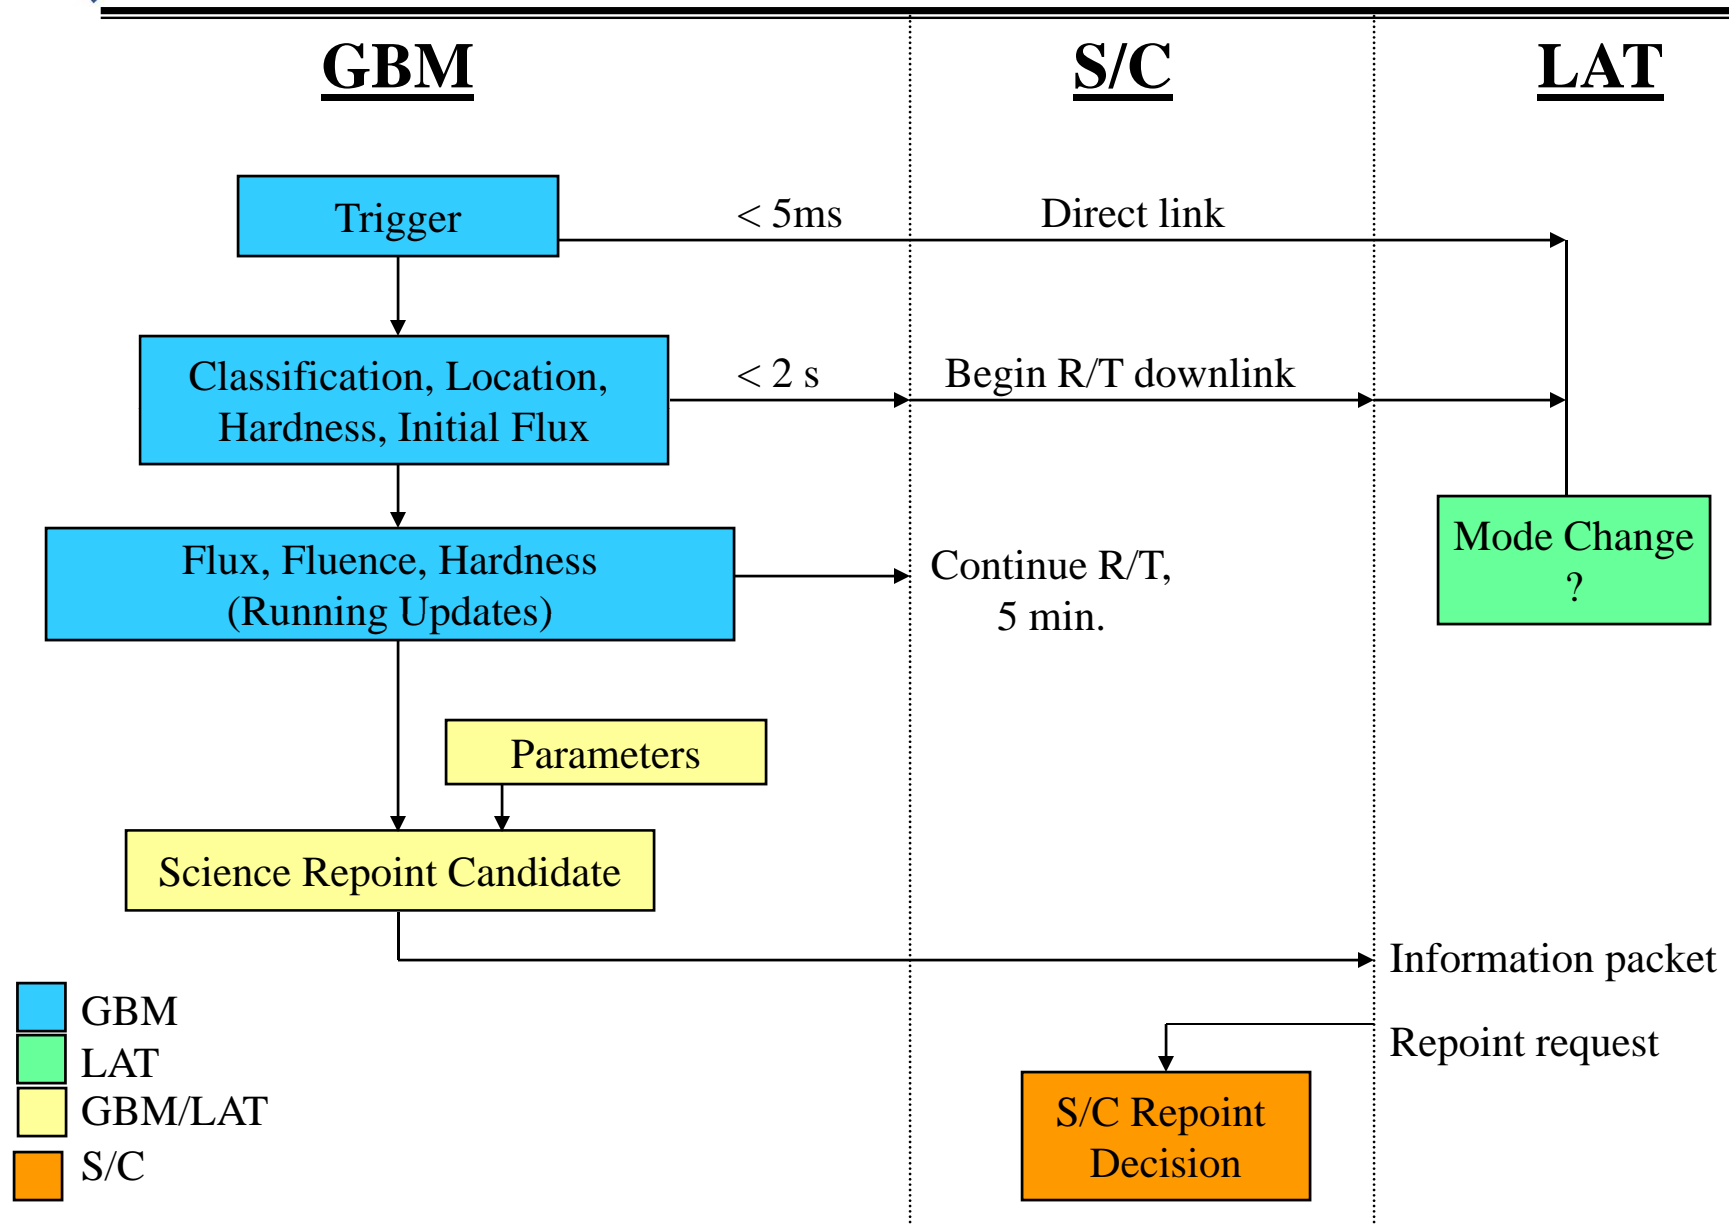 GBM
S/C
LAT
Trigger
< 5ms
Direct link
Classification, Location,
Hardness, Initial Flux
< 2 s
Begin R/T downlink
Flux, Fluence, Hardness
(Running Updates)
Continue R/T,
5 min.
Mode Change
?
Parameters
Science Repoint Candidate
Information packet
Repoint request
S/C Repoint
Decision
GBM
LAT
GBM/LAT
S/C